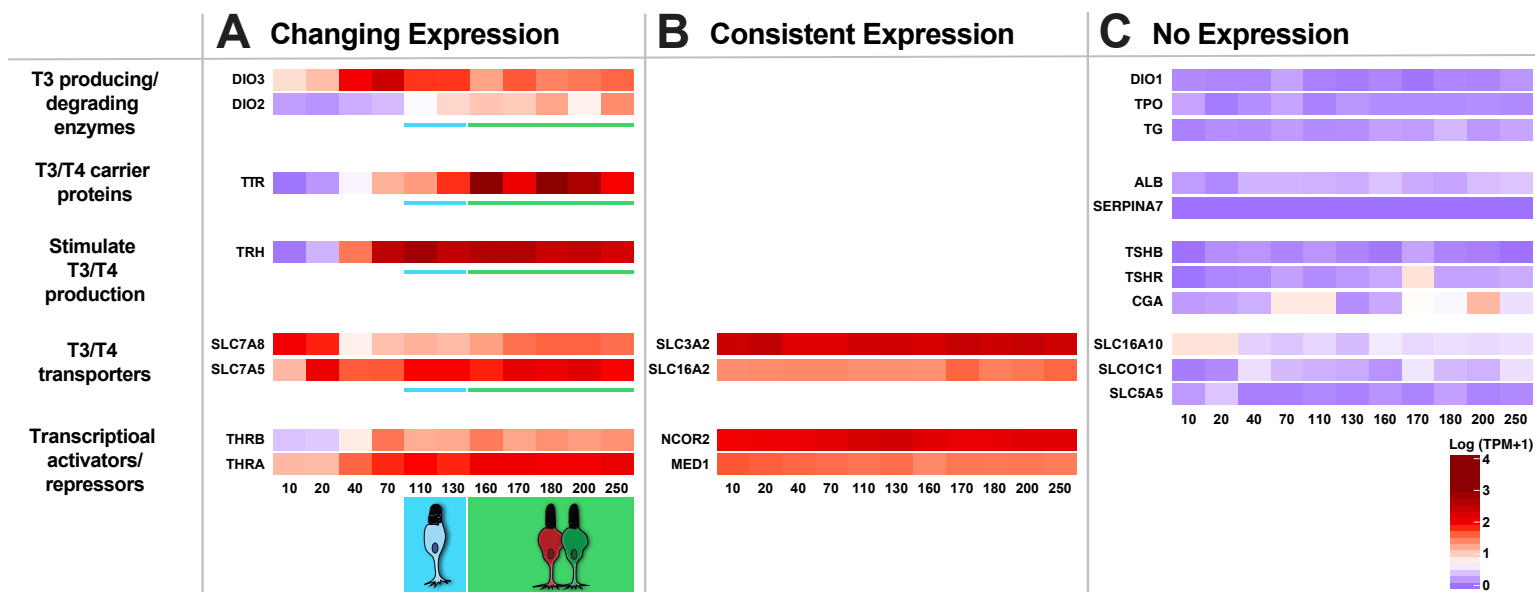 A Changing Expression
B Consistent Expression
C No Expression
T3 producing/
degrading
enzymes
DIO3
DIO2
DIO1
TPO
TG
T3/T4 carrier
proteins
TTR
ALB
SERPINA7
Stimulate
T3/T4
production
TRH
TSHB
TSHR
CGA
T3/T4
transporters
SLC7A8
SLC7A5
SLC3A2
SLC16A2
SLC16A10
SLCO1C1
SLC5A5
10 20 40 70 110 130 160 170 180 200 250
Transcriptioal
activators/
repressors
THRB
THRA
10 20 40 70 110 130 160 170 180 200 250
NCOR2
MED1
10 20 40 70 110 130 160 170 180 200 250
Log (TPM+1)
4
3
2
1
0